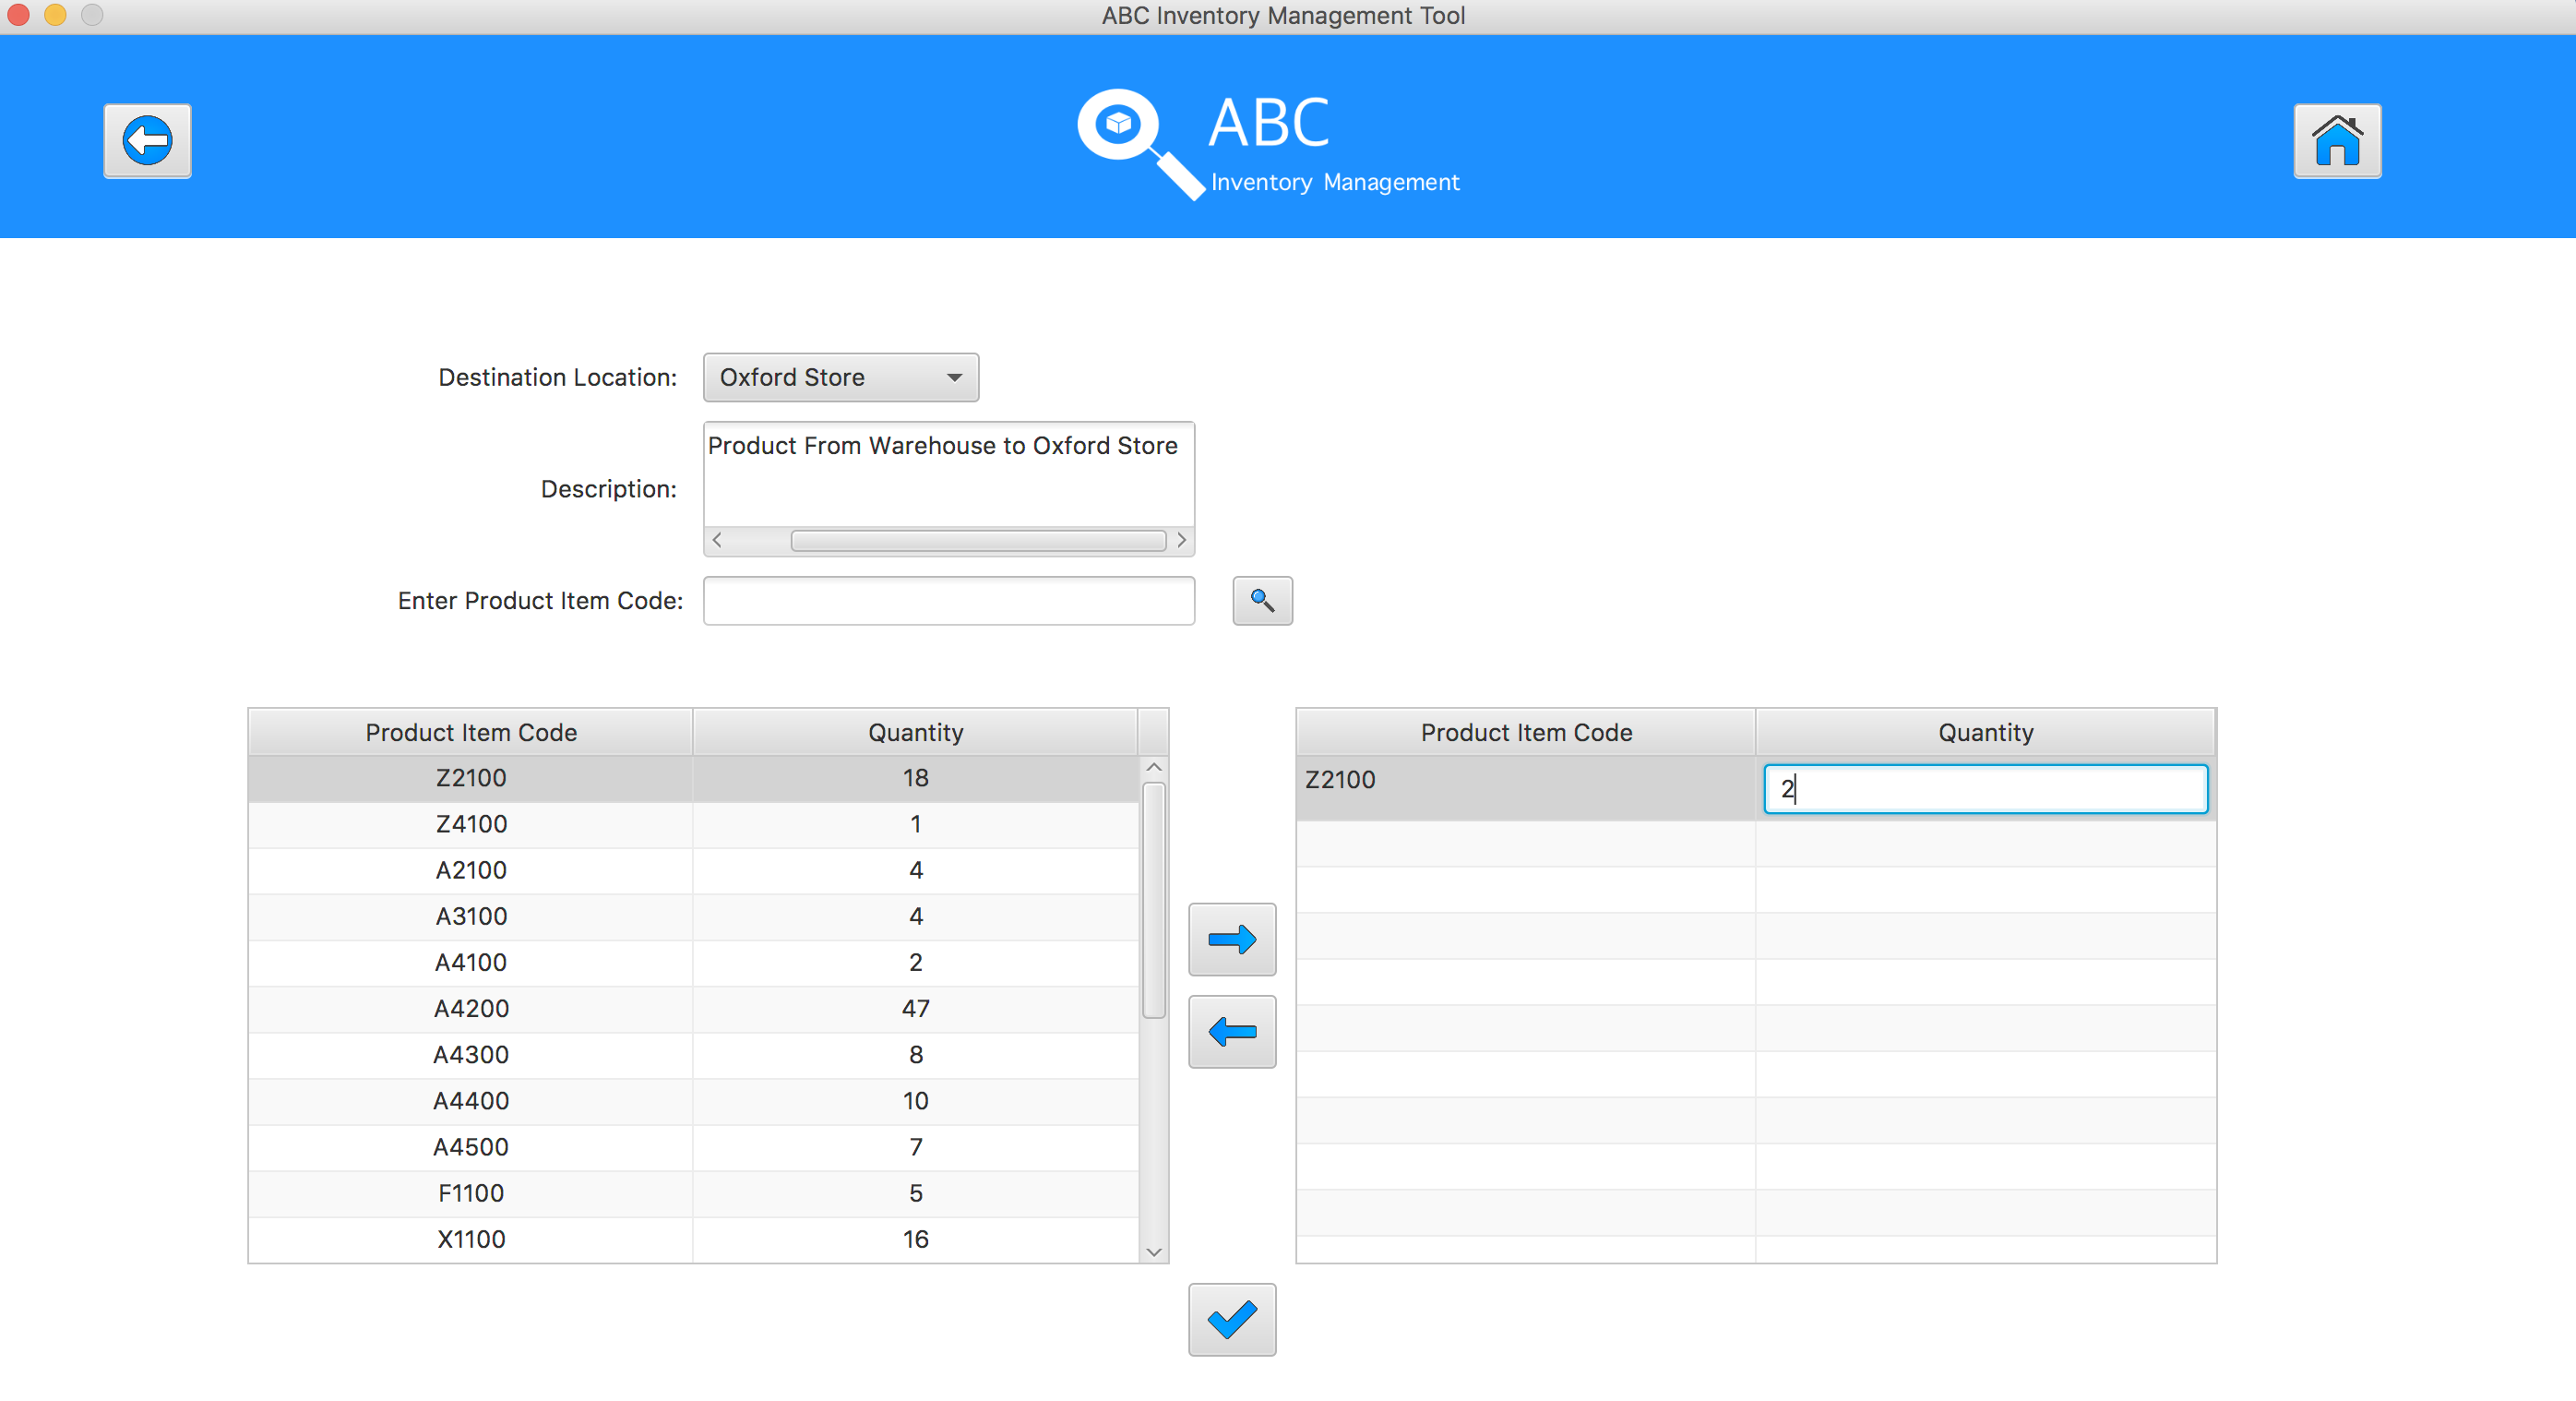 ABC Inventory Management Tool
ABC
Inventory Management
Destination Location: Oxford Store
Description: Product From Warehouse to Oxford Store
Enter Product Item Code:
Product Item Code Quantity
Z2100 18
Z4100 1
A2100 4
A3100 4
A4100 2
A4200 47
A4300 8
A4400 10
A4500 7
F1100 5
X1100 16
Product Item Code Quantity
Z2100 2